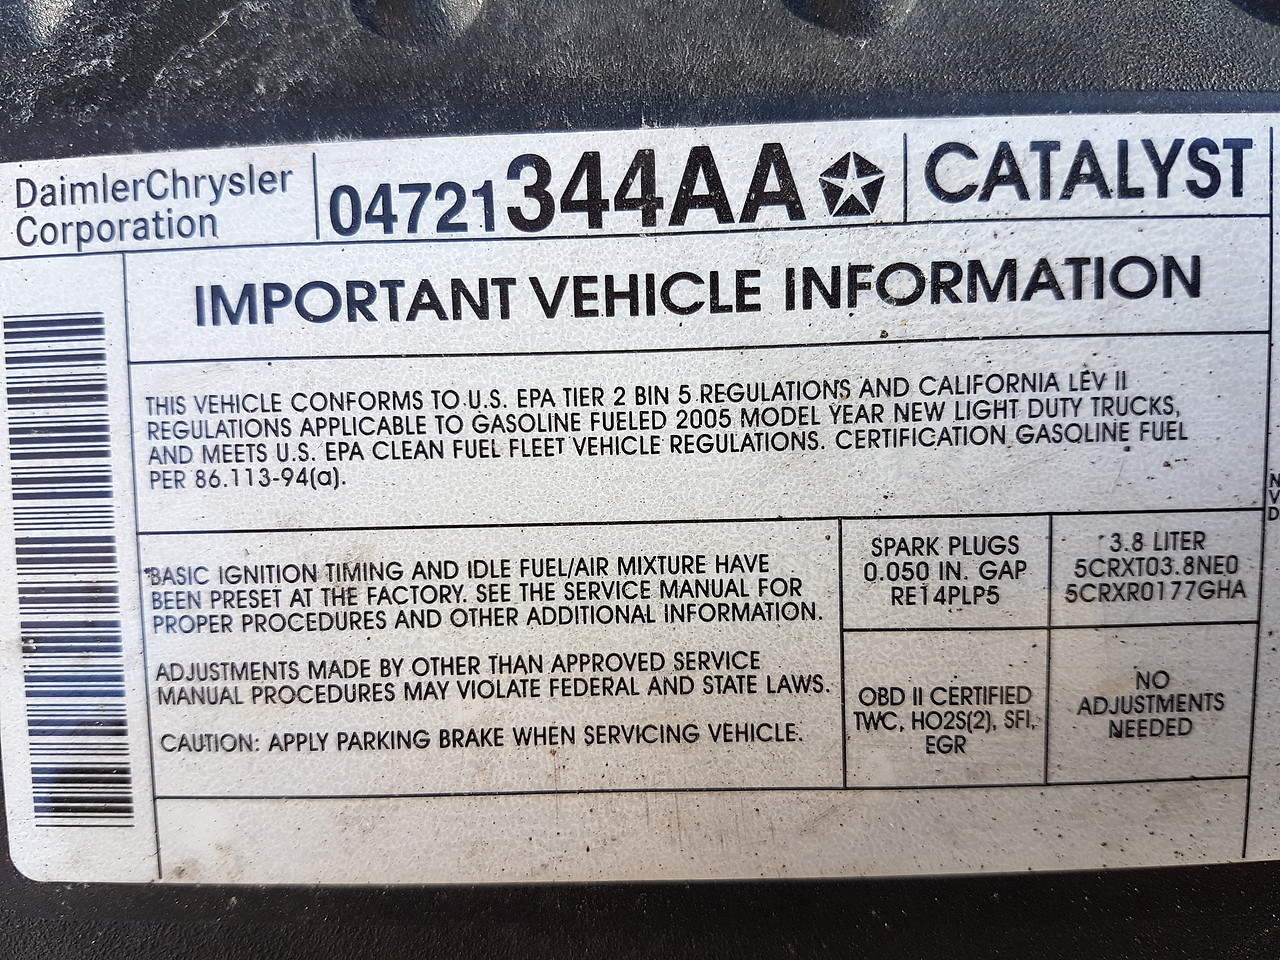 DaimlerChrysler
Corporation
04721344AA
CATALYST
IMPORTANT VEHICLE INFORMATION
THIS VEHICLE CONFORMS TO U.S. EPA TIER 2 BIN 5 REGULATIONS AND CALIFORNIA LEV II
REGULATIONS APPLICABLE TO GASOLINE FUELED 2005 MODEL YEAR NEW LIGHT DUTY TRUCKS,
AND MEETS U.S. EPA CLEAN FUEL FLEET VEHICLE REGULATIONS. CERTIFICATION GASOLINE FUEL
PER 86.113-94(a).
BASIC IGNITION TIMING AND IDLE FUEL/AIR MIXTURE HAVE
BEEN PRESET AT THE FACTORY. SEE THE SERVICE MANUAL FOR
PROPER PROCEDURES AND OTHER ADDITIONAL INFORMATION.
ADJUSTMENTS MADE BY OTHER THAN APPROVED SERVICE
MANUAL PROCEDURES MAY VIOLATE FEDERAL AND STATE LAWS.
CAUTION: APPLY PARKING BRAKE WHEN SERVICING VEHICLE.
SPARK PLUGS
0.050 IN. GAP
RE14PLP5
3.8 LITER
5CRXT03.8NE0
5CRXR0177GHA
OBD II CERTIFIED
TWC, HO2S(2), SFI,
EGR
NO
ADJUSTMENTS
NEEDED
N
V
D